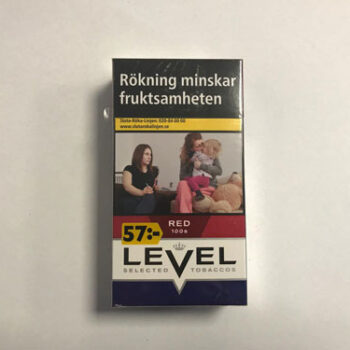 Rökning minskar
fruktsamheten
Sluta-Röka-Linjen: 020-84 00 00
www.slutarokalinjen.se
RED
100s
57:-
LEVEL
SELECTED TOBACCOS